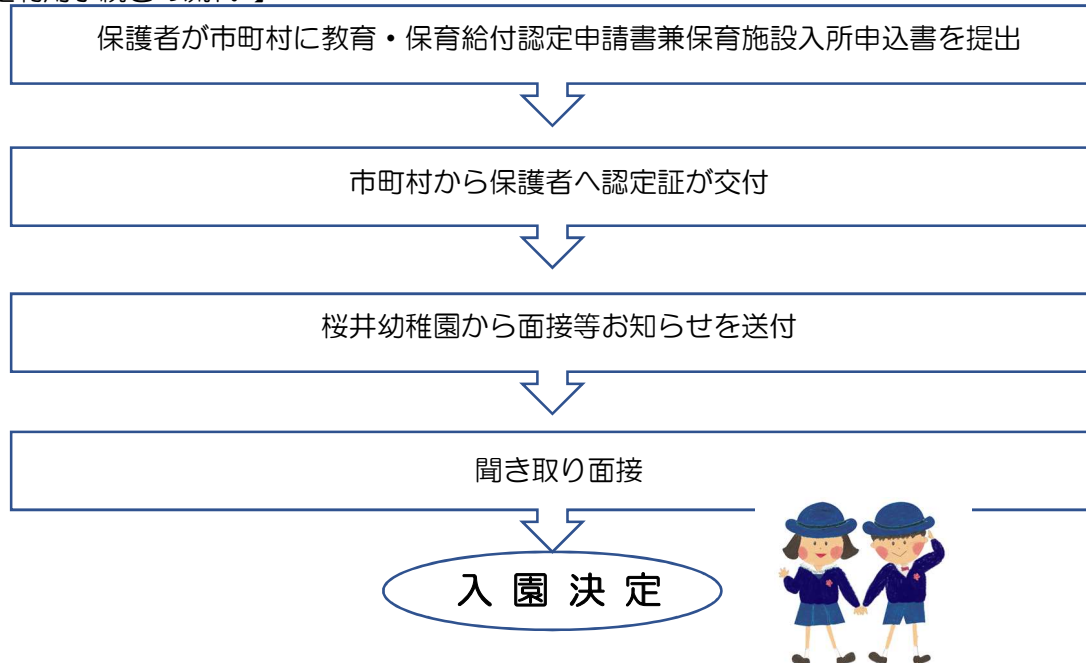 保護者が市町村に教育・保育給付認定申請書兼保育施設入所申込書を提出
市町村から保護者へ認定証が交付
桜井幼稚園から面接等お知らせを送付
聞き取り面接
入園決定